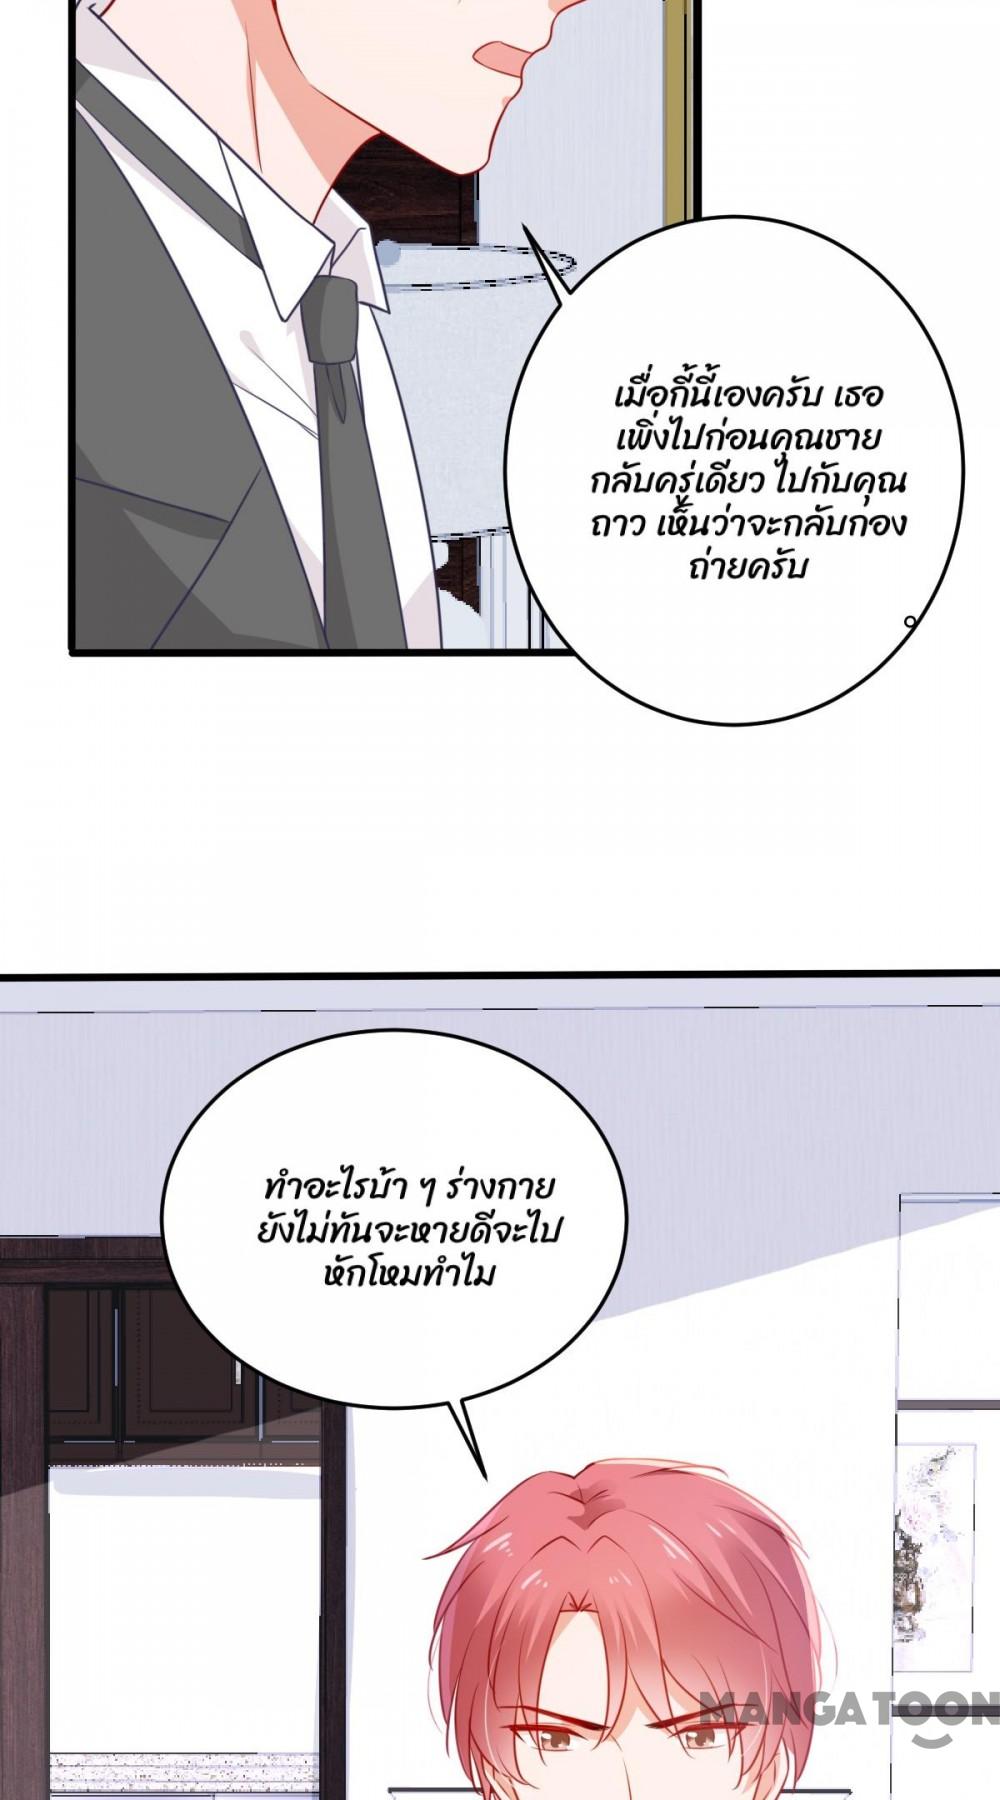 เมื่อกี้นี้เองครับ เธอ
เพิ่งไปก่อนคุณชาย
กลับครู่เดียว ไปกับคุณ
ถาว เห็นว่าจะกลับกอง
ถ่ายครับ
。
ทำอะไรบ้า ๆ ร่างกาย
ยังไม่ทันจะหายดีจะไป
หักโหมทำไม
MANGATOON